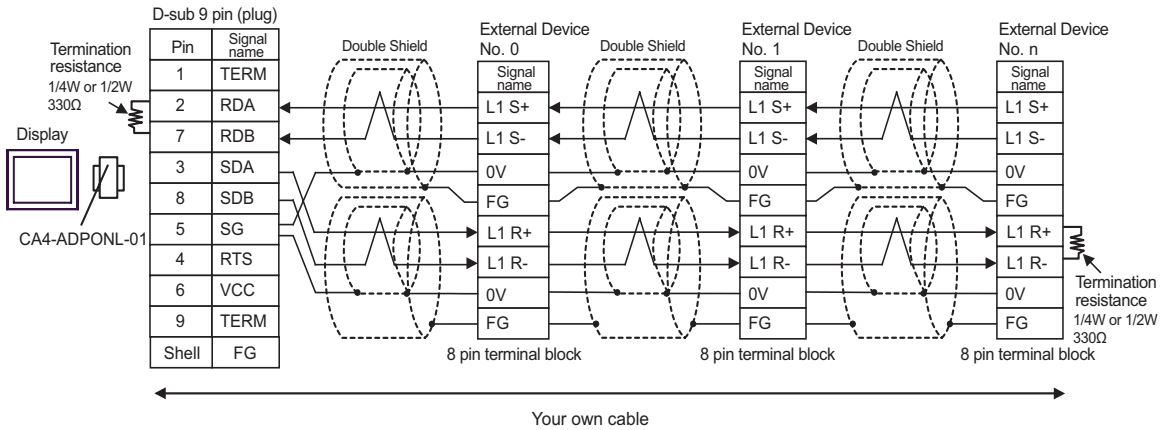 D-sub 9 pin (plug)
Termination
resistance
1/4W or 1/2W
330Ω
Display
CA4-ADPONL-01
Pin Signal name
1 TERM
2 RDA
7 RDB
3 SDA
8 SDB
5 SG
4 RTS
6 VCC
9 TERM
Shell FG
Double Shield
External Device
No. 0
Signal
name
L1 S+
L1 S-
0V
FG
L1 R+
L1 R-
0V
FG
8 pin terminal block
Double Shield
External Device
No. 1
Signal
name
L1 S+
L1 S-
0V
FG
L1 R+
L1 R-
0V
FG
8 pin terminal block
Double Shield
External Device
No. n
Signal
name
L1 S+
L1 S-
0V
FG
L1 R+
L1 R-
0V
FG
8 pin terminal block
Termination
resistance
1/4W or 1/2W
330Ω
Your own cable